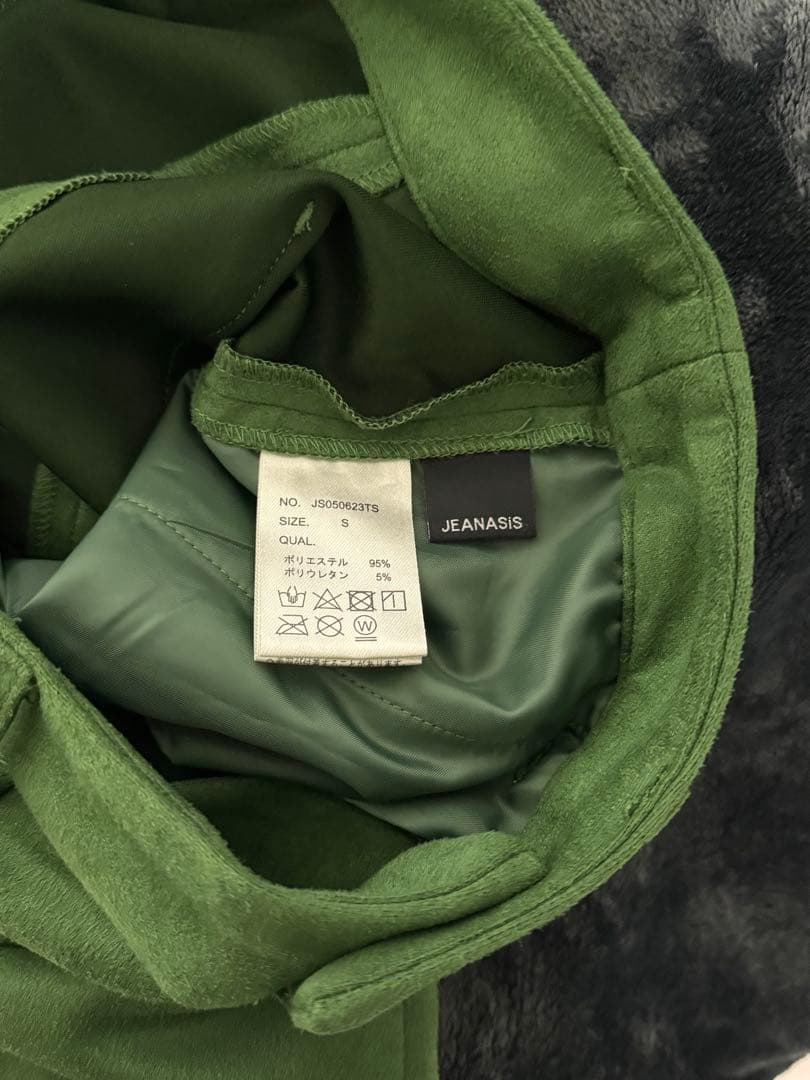 NO. JS050623TS
SIZE. S
QUAL.
ポリエステル 95%
ポリウレタン 5%
W
JEANASiS